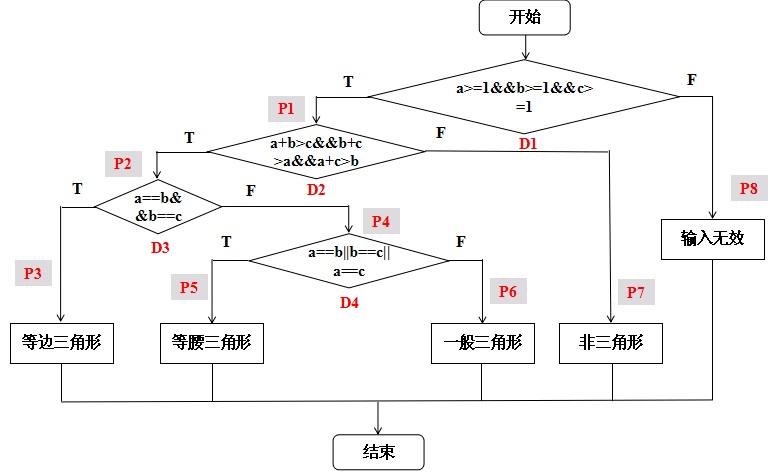 开始
T
a>=1&&b>=1&&c>
=1
F
P1
D1
T
a+b>c&&b+c
>a&&a+c>b
F
P2
D2
P8
T
a==b&
&b==c
F
D3
P4
输入无效
T
a==b||b==c||
a==c
F
P3
P5
D4
P6
P7
等边三角形
等腰三角形
一般三角形
非三角形
结束